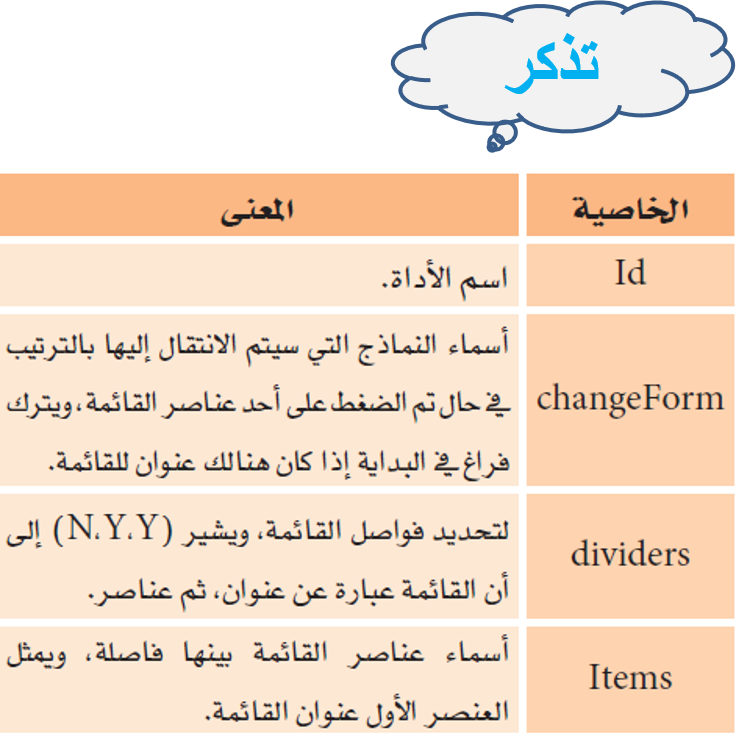 تذكر
الخاصية
المعنى
Id
اسم الأداة.
changeForm
أسماء النماذج التي سيتم الانتقال إليها بالترتيب
في حال تم الضغط على أحد عناصر القائمة، ويترك
فراغ في البداية إذا كان هنالك عنوان للقائمة.
dividers
لتحديد فواصل القائمة، ويشير (N،Y،Y) إلى
أن القائمة عبارة عن عنوان، ثم عناصر.
Items
أسماء عناصر القائمة بينها فاصلة، ويمثل
العنصر الأول عنوان القائمة.